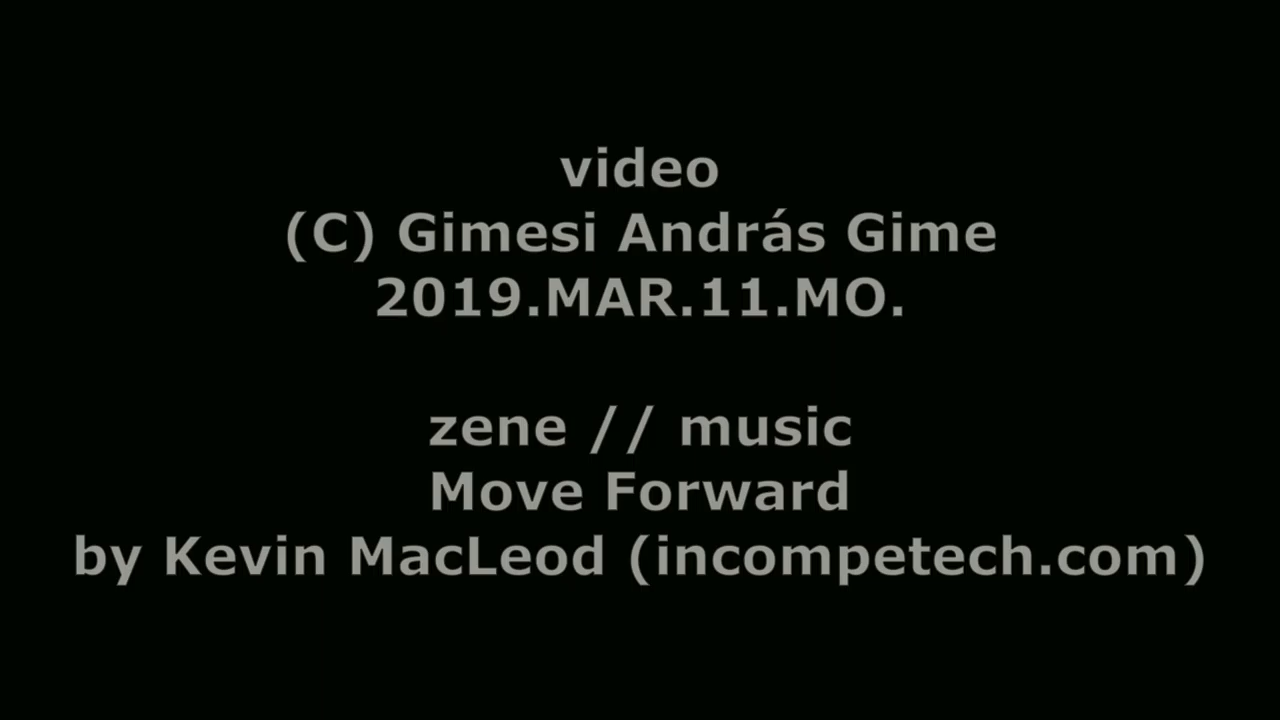 video
(C) Gimesi András Gime
2019.MAR.11.MO.
zene // music
Move Forward
by Kevin MacLeod (incompetech.com)